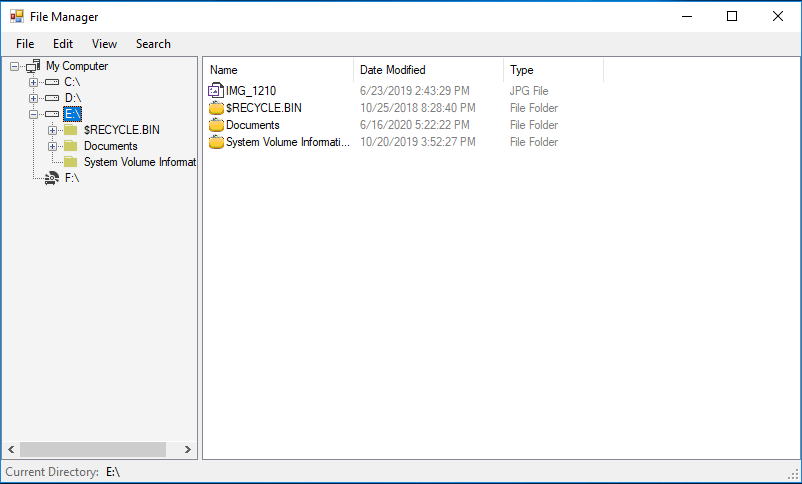 File Manager
File Edit View Search
My Computer
C:\
D:\
E:\
$RECYCLE.BIN
Documents
System Volume Informat
F:\
Name Date Modified Type
IMG_1210 6/23/2019 2:43:29 PM JPG File
$RECYCLE.BIN 10/25/2018 8:28:40 PM File Folder
Documents 6/16/2020 5:22:22 PM File Folder
System Volume Informati... 10/20/2019 3:52:27 PM File Folder
Current Directory: E:\